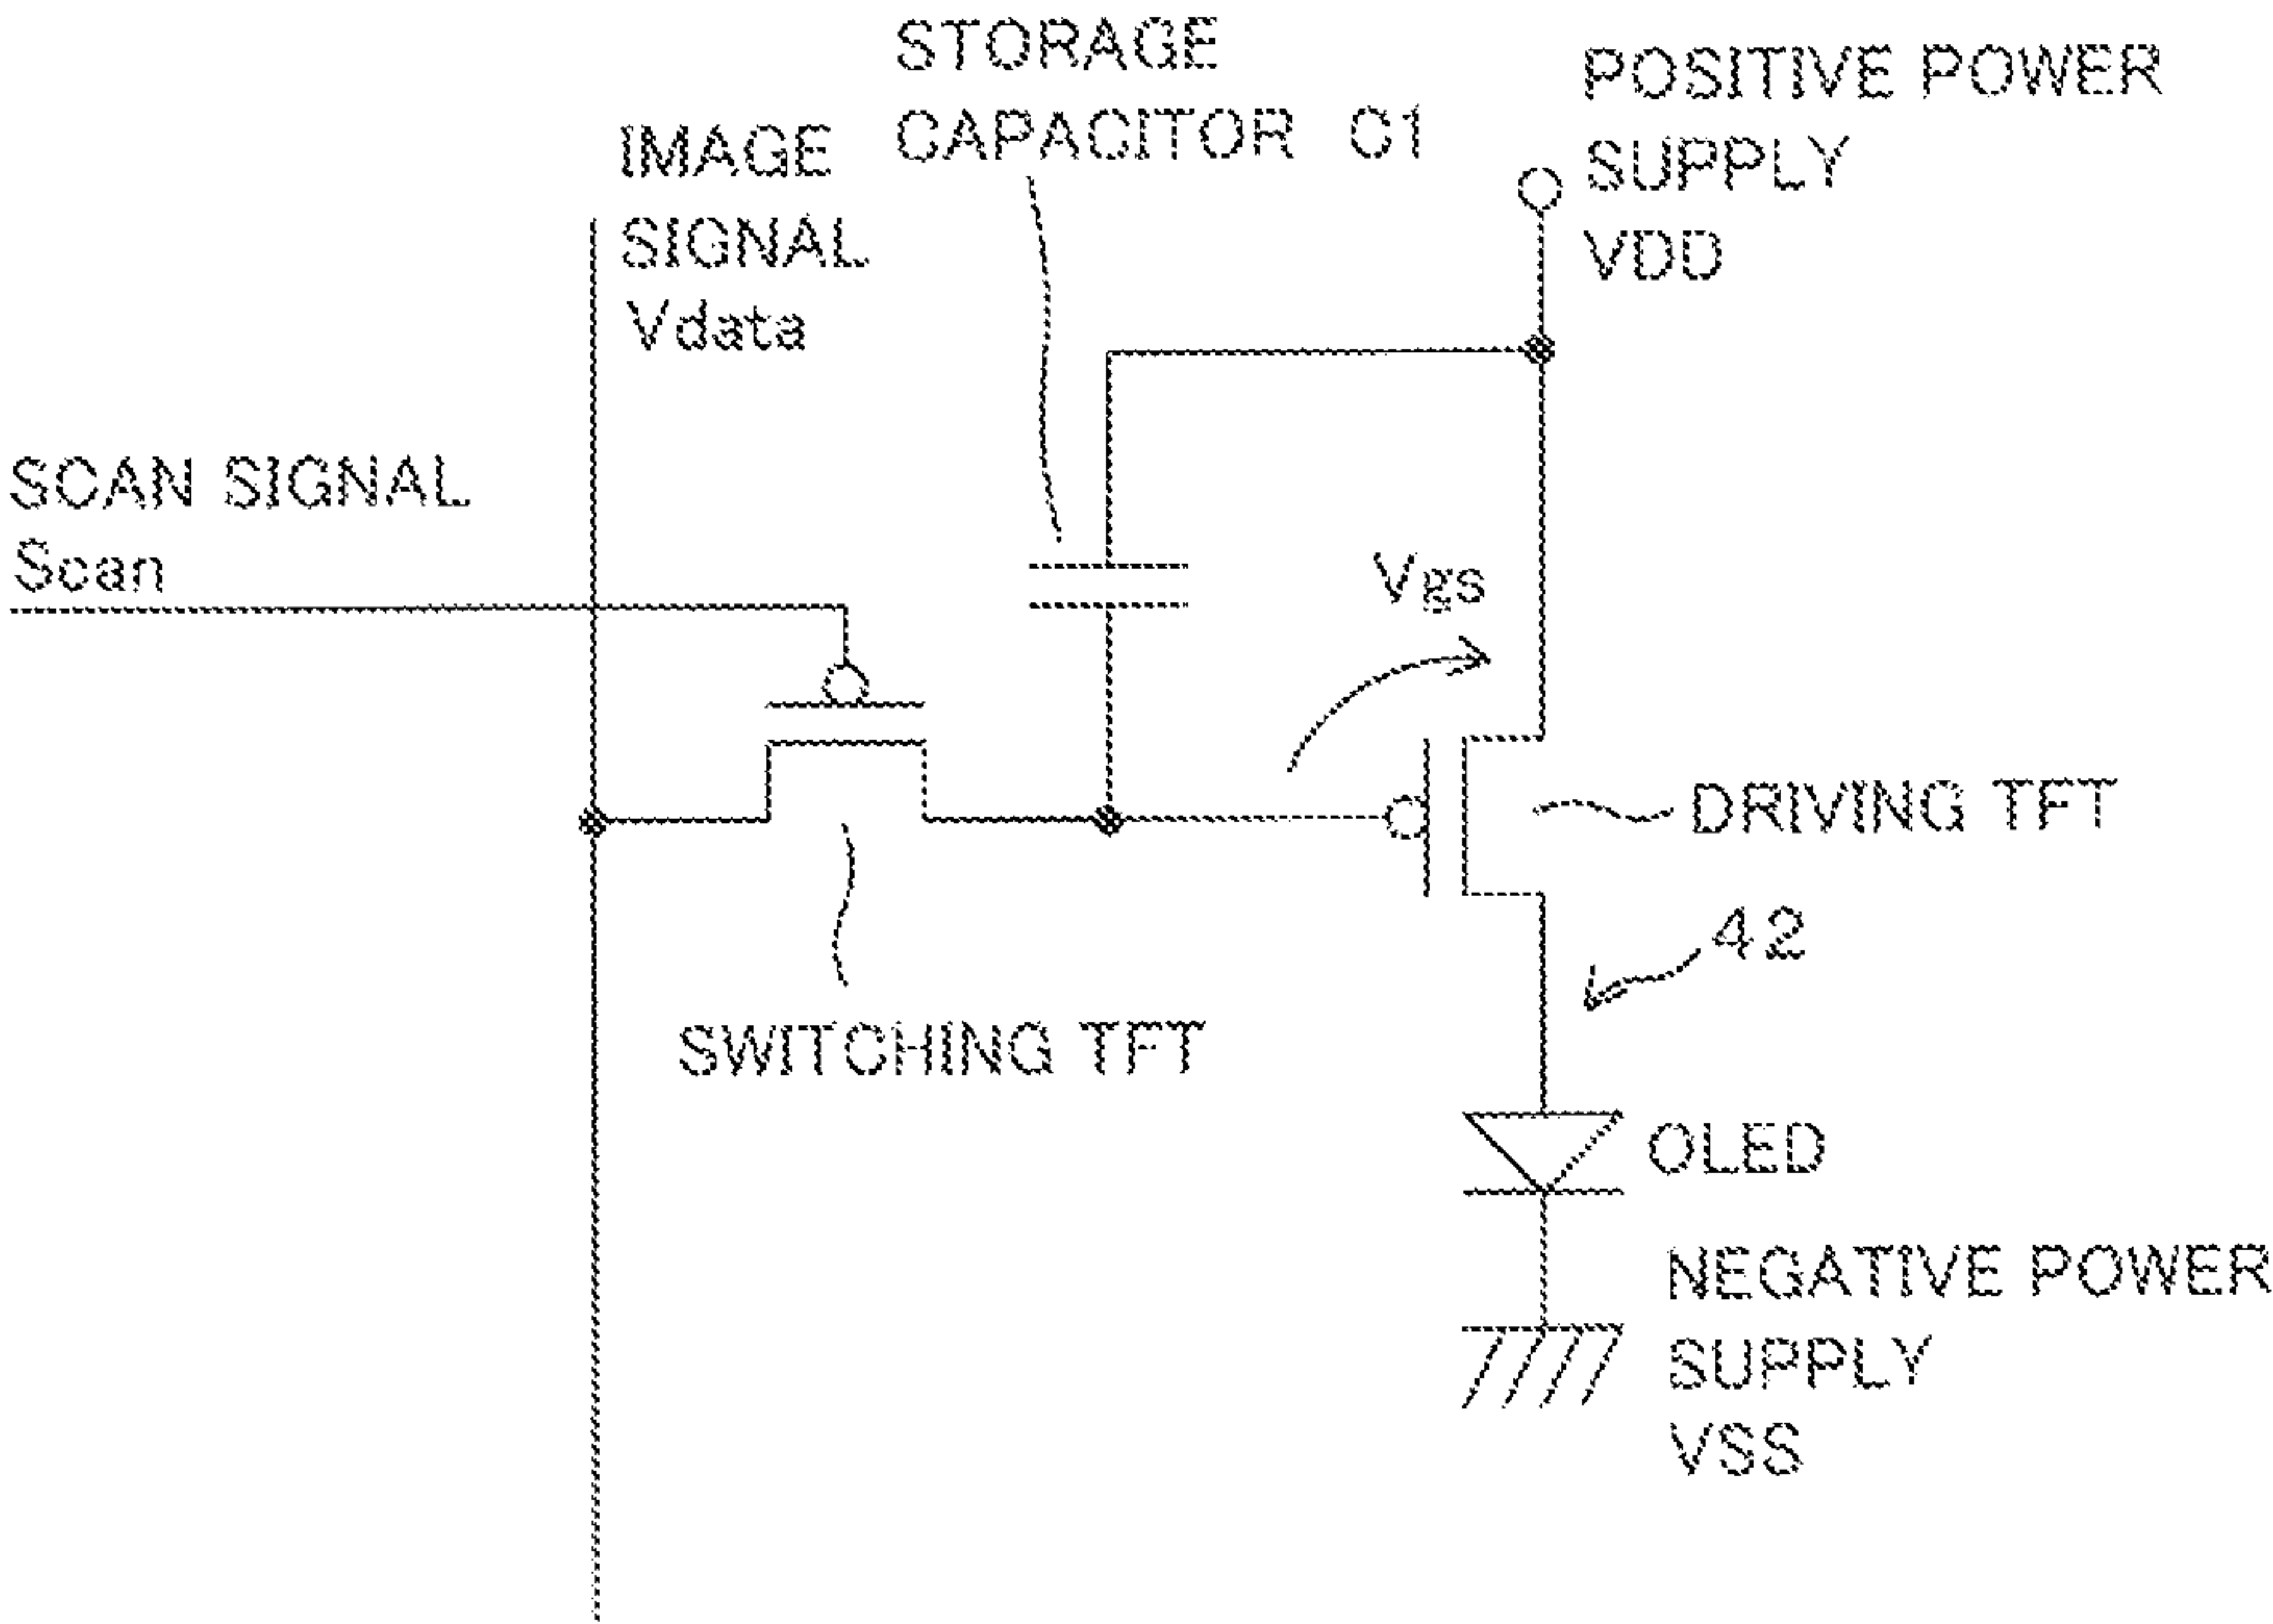 STORAGE
CAPACITOR C1
POSITIVE POWER
SUPPLY
VDD
IMAGE
SIGNAL
Vdata
SCAN SIGNAL
Scan
Vgs
DRIVING TFT
42
SWITCHING TFT
OLED
NEGATIVE POWER
SUPPLY
VSS